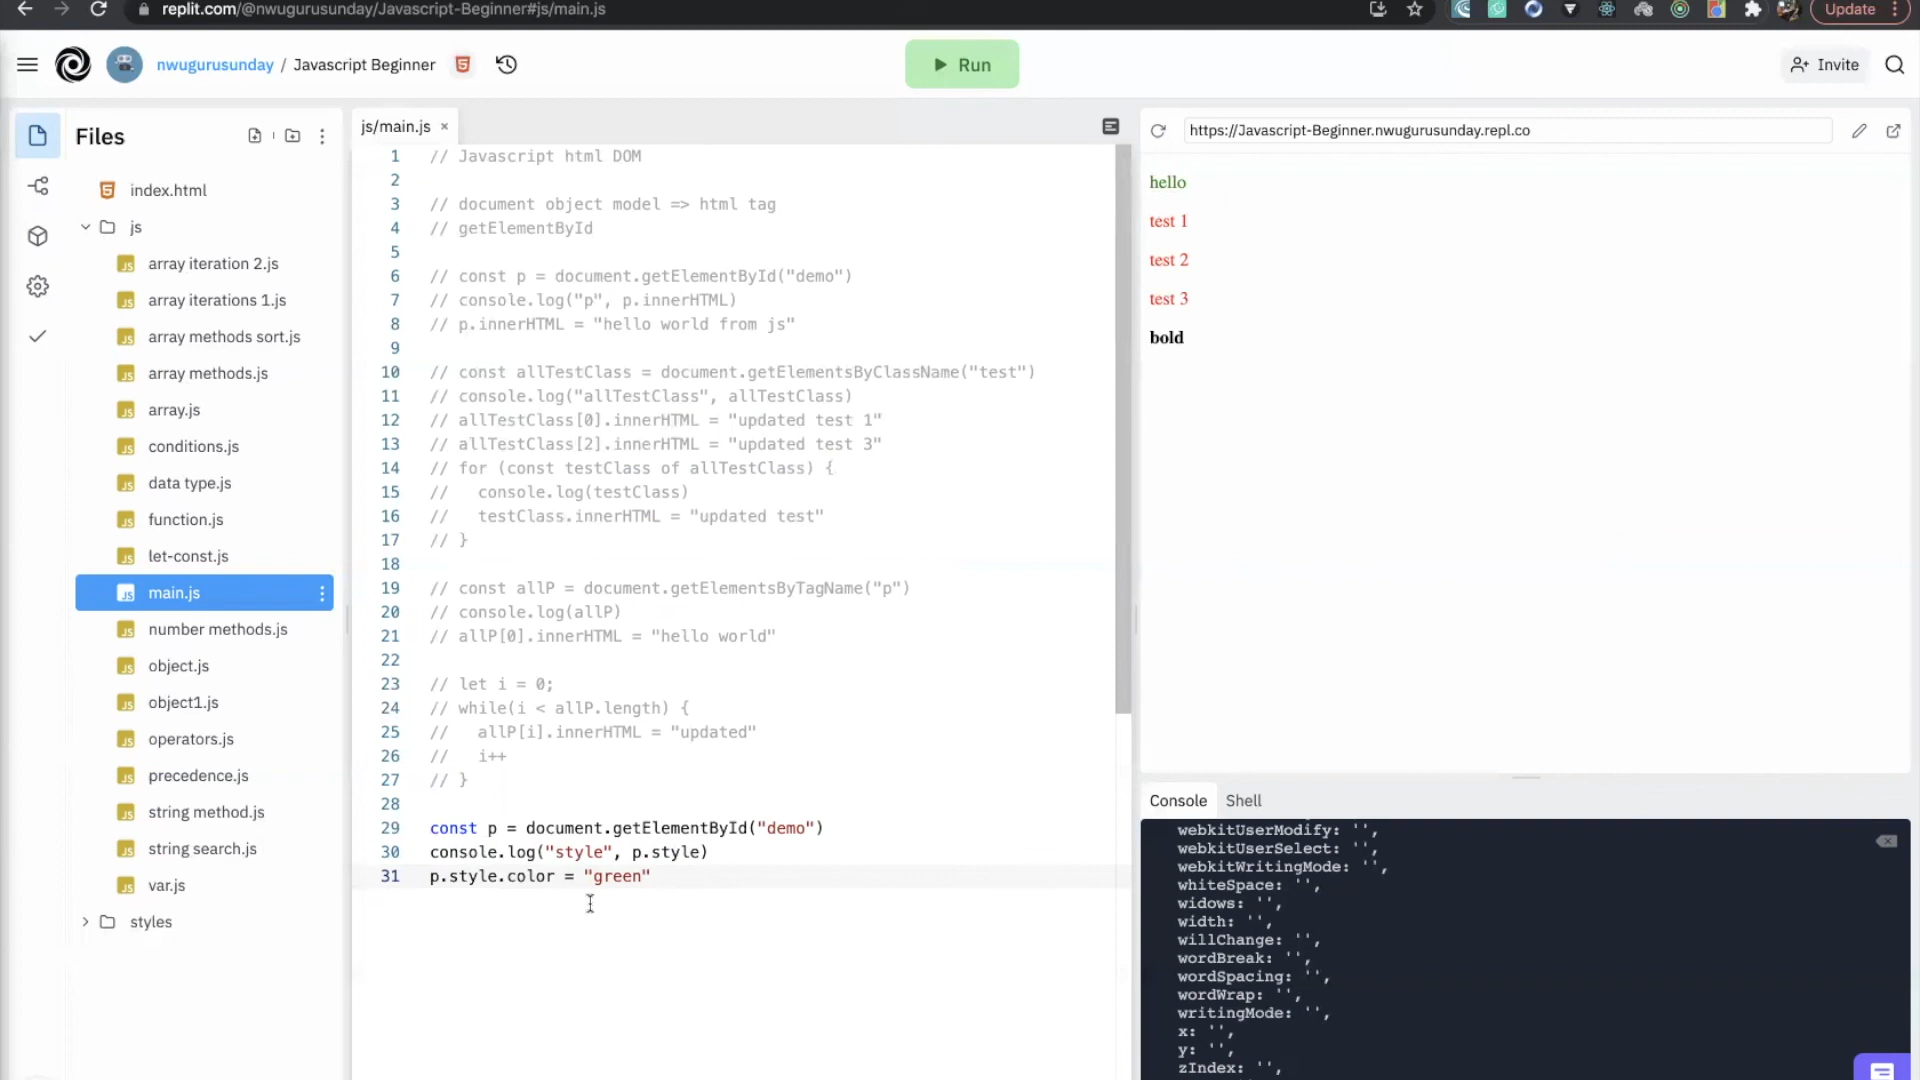 replit.com/@nwugurusunday/Javascript-Beginner#js/main.js
Update
nwugurusunday / Javascript Beginner
Run
Invite
Files
index.html
js
array iteration 2.js
array iterations 1.js
array methods sort.js
array methods.js
array.js
conditions.js
data type.js
function.js
let-const.js
main.js
number methods.js
object.js
object1.js
operators.js
precedence.js
string method.js
string search.js
var.js
styles
js/main.js ×
1 // Javascript html DOM
2
3 // document object model => html tag
4 // getElementById
5
6 // const p = document.getElementById("demo")
7 // console.log("p", p.innerHTML)
8 // p.innerHTML = "hello world from js"
9
10 // const allTestClass = document.getElementsByClassName("test")
11 // console.log("allTestClass", allTestClass)
12 // allTestClass[0].innerHTML = "updated test 1"
13 // allTestClass[2].innerHTML = "updated test 3"
14 // for (const testClass of allTestClass) {
15 //   console.log(testClass)
16 //   testClass.innerHTML = "updated test"
17 // }
18
19 // const allP = document.getElementsByTagName("p")
20 // console.log(allP)
21 // allP[0].innerHTML = "hello world"
22
23 // let i = 0;
24 // while(i < allP.length) {
25 //   allP[i].innerHTML = "updated"
26 //   i++
27 // }
28
29 const p = document.getElementById("demo")
30 console.log("style", p.style)
31 p.style.color = "green"
https://Javascript-Beginner.nwugurusunday.repl.co
hello
test 1
test 2
test 3
bold
Console Shell
webkitUserModify: '',
webkitUserSelect: '',
webkitWritingMode: '',
whiteSpace: '',
widows: '',
width: '',
willChange: '',
wordBreak: '',
wordSpacing: '',
wordWrap: '',
writingMode: '',
x: '',
y: '',
zIndex: '',